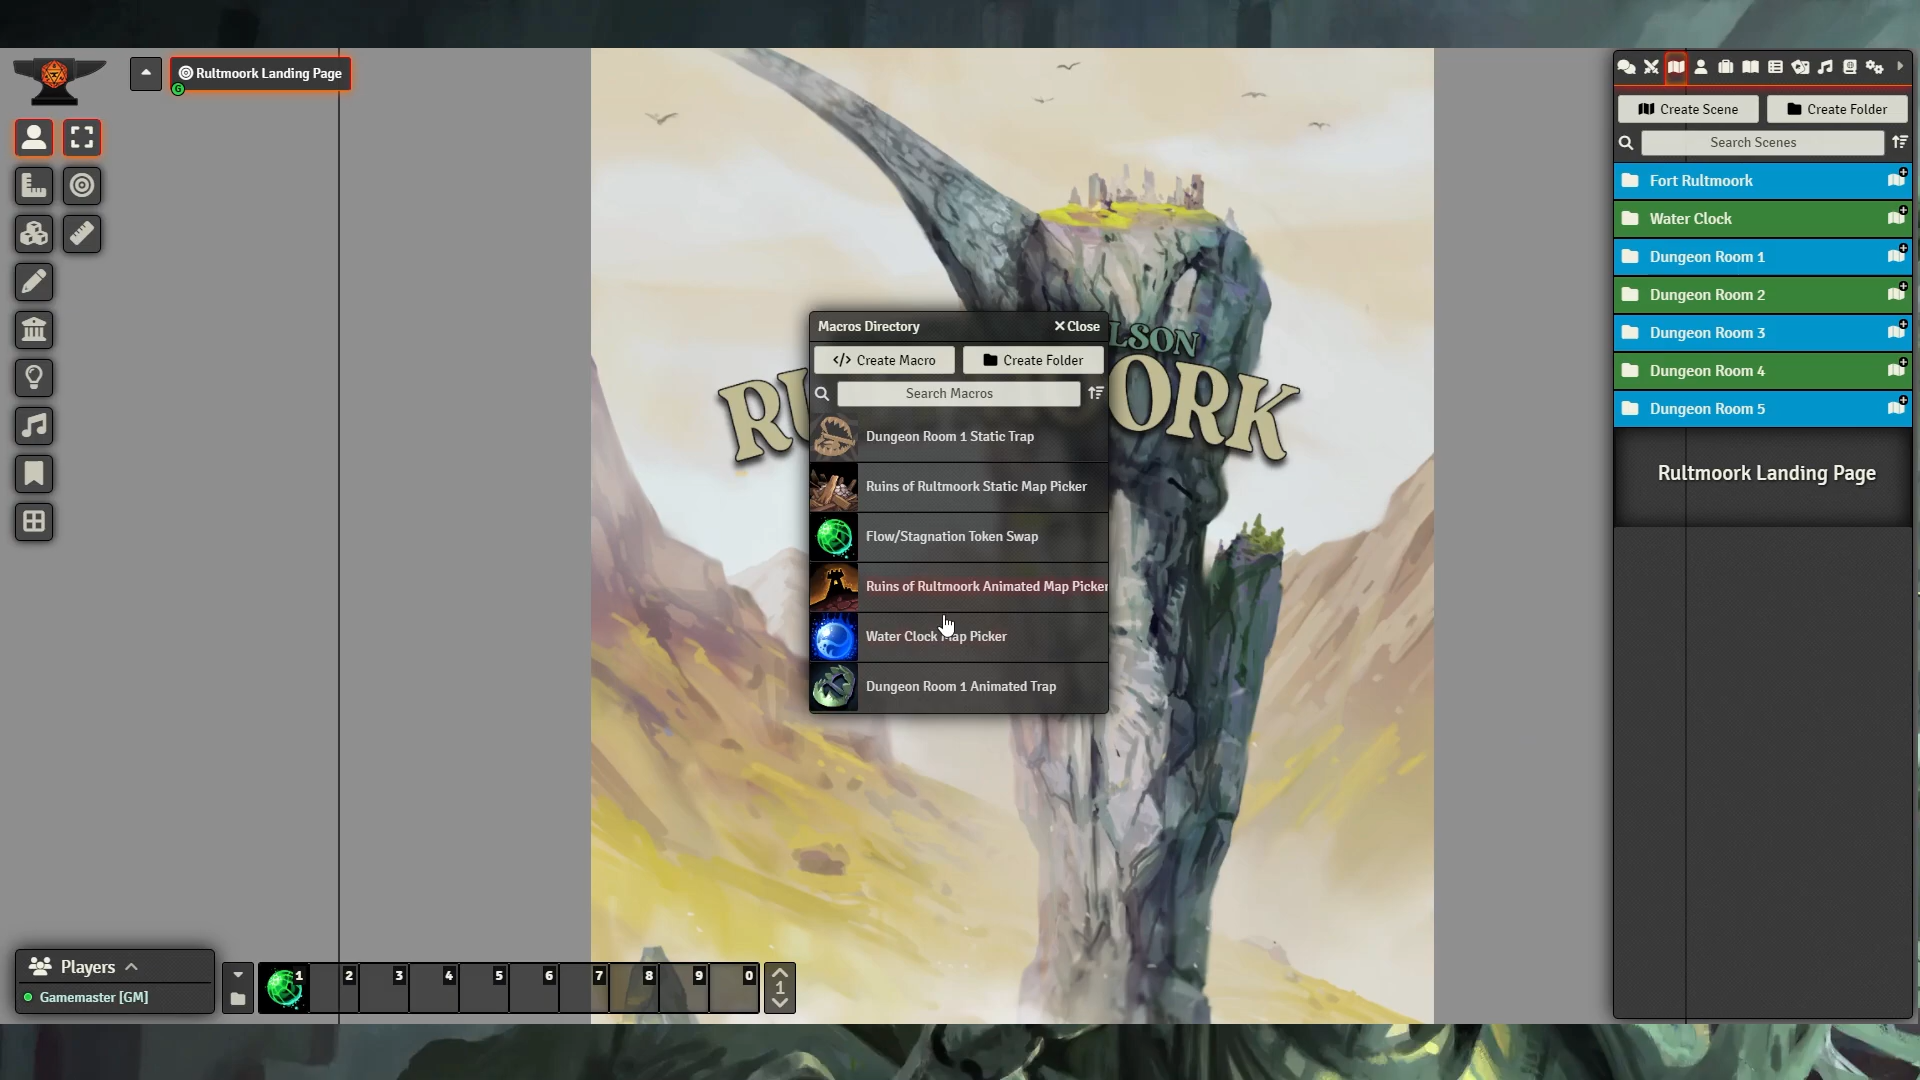 Rultmoork Landing Page
G
Create Scene
Create Folder
Search Scenes
Fort Rultmoork
Water Clock
Dungeon Room 1
Dungeon Room 2
Dungeon Room 3
Dungeon Room 4
Dungeon Room 5
Rultmoork Landing Page
LSON
RU
OORK
Macros Directory
Close
Create Macro
Create Folder
Search Macros
Dungeon Room 1 Static Trap
Ruins of Rultmoork Static Map Picker
Flow/Stagnation Token Swap
Ruins of Rultmoork Animated Map Picker
Water Clock Map Picker
Dungeon Room 1 Animated Trap
Players
Gamemaster [GM]
1 2 3 4 5 6 7 8 9 0
1